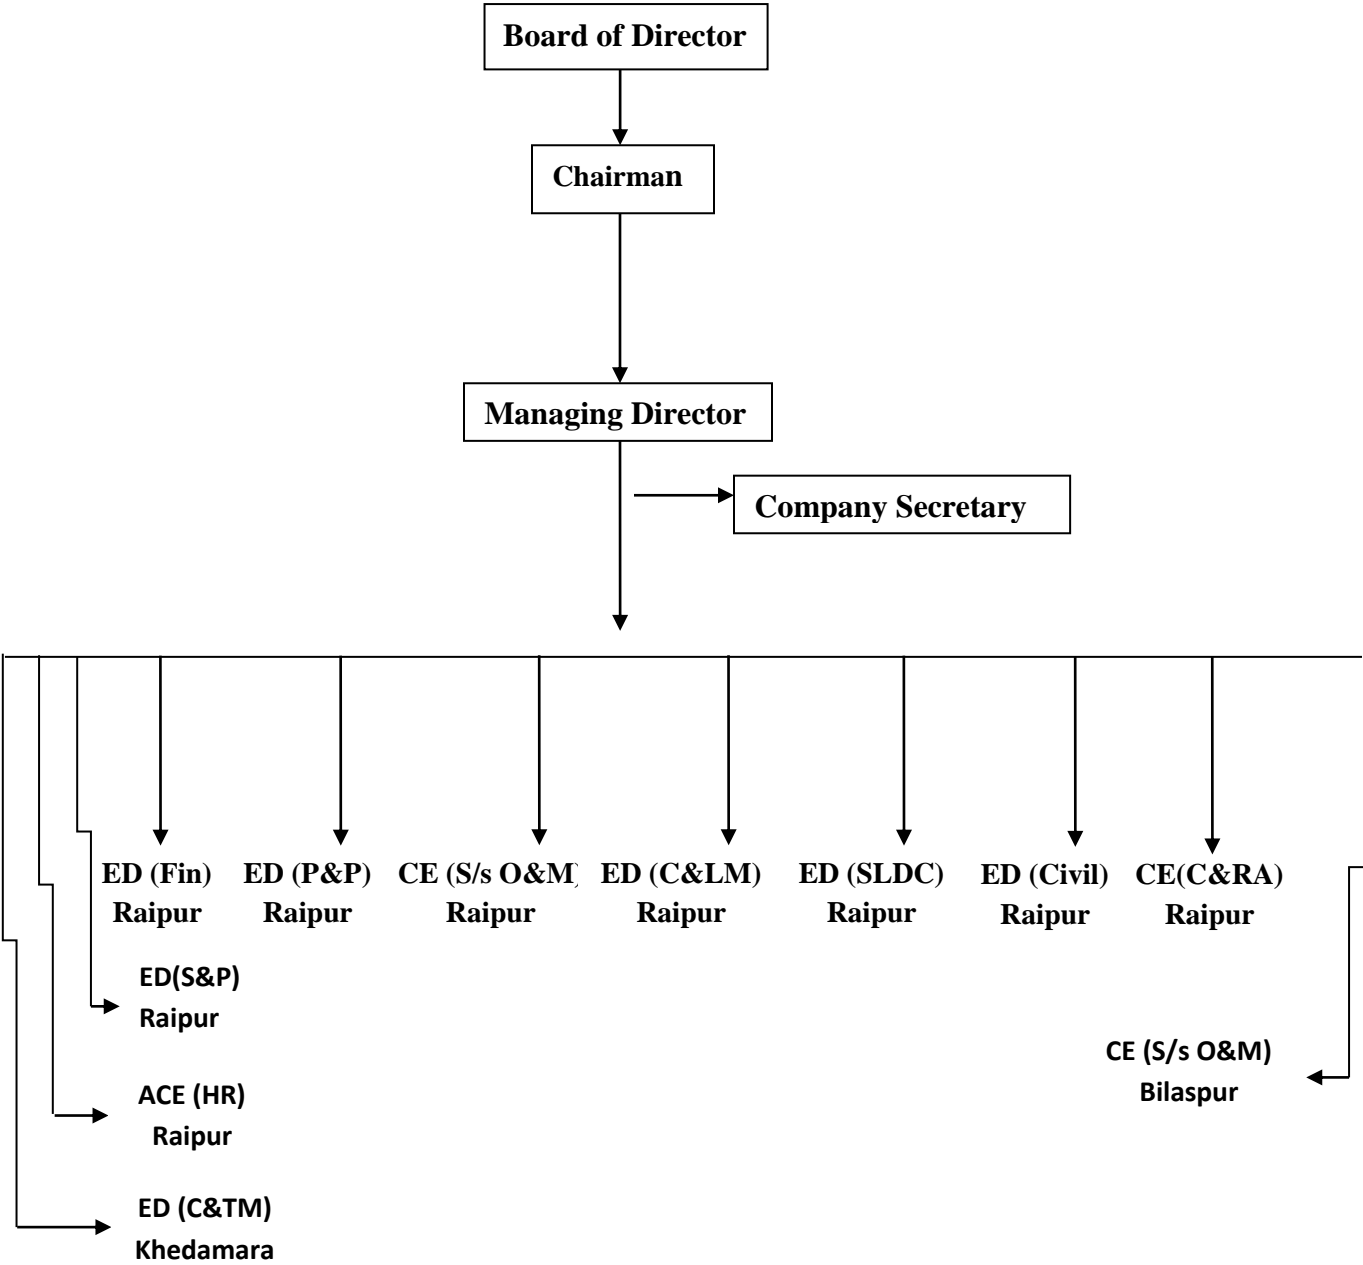 Board of Director
Chairman
Managing Director
Company Secretary
ED (Fin)
Raipur
ED (P&P)
Raipur
CE (S/s O&M)
Raipur
ED (C&LM)
Raipur
ED (SLDC)
Raipur
ED (Civil)
Raipur
CE(C&RA)
Raipur
ED(S&P)
Raipur
CE (S/s O&M)
Bilaspur
ACE (HR)
Raipur
ED (C&TM)
Khedamara